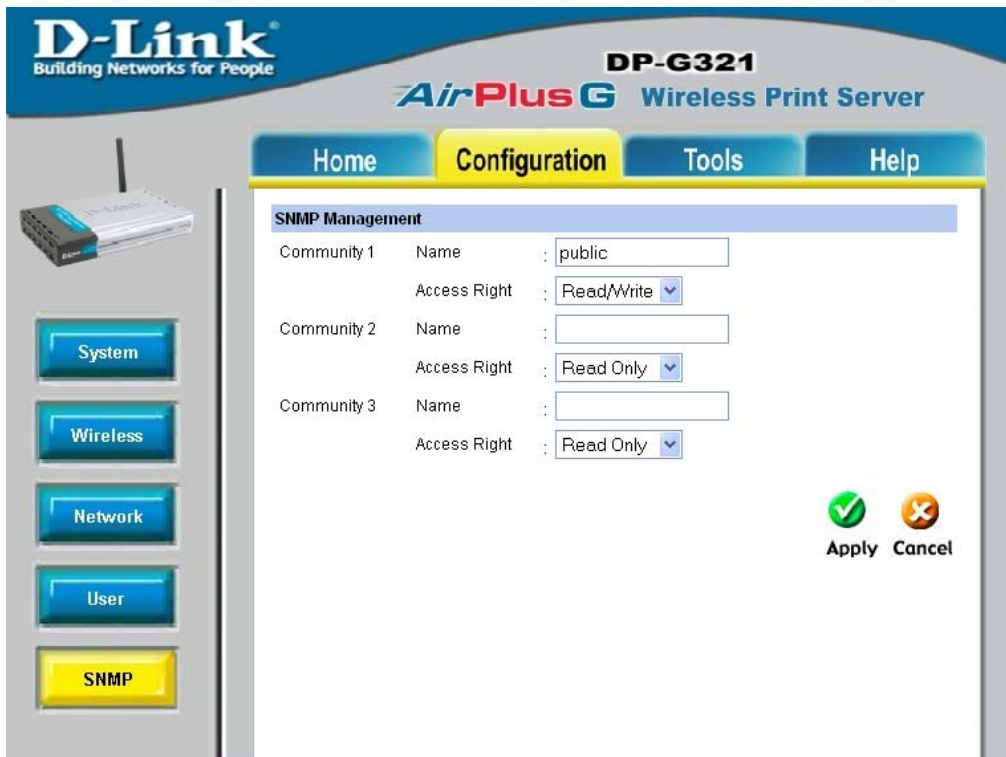 D-Link
Building Networks for People
DP-G321
AirPlus G Wireless Print Server
Home Configuration Tools Help
D-Link
SNMP Management
Community 1 Name : public
Access Right : Read/Write
Community 2 Name :
Access Right : Read Only
Community 3 Name :
Access Right : Read Only
Apply Cancel
System
Wireless
Network
User
SNMP